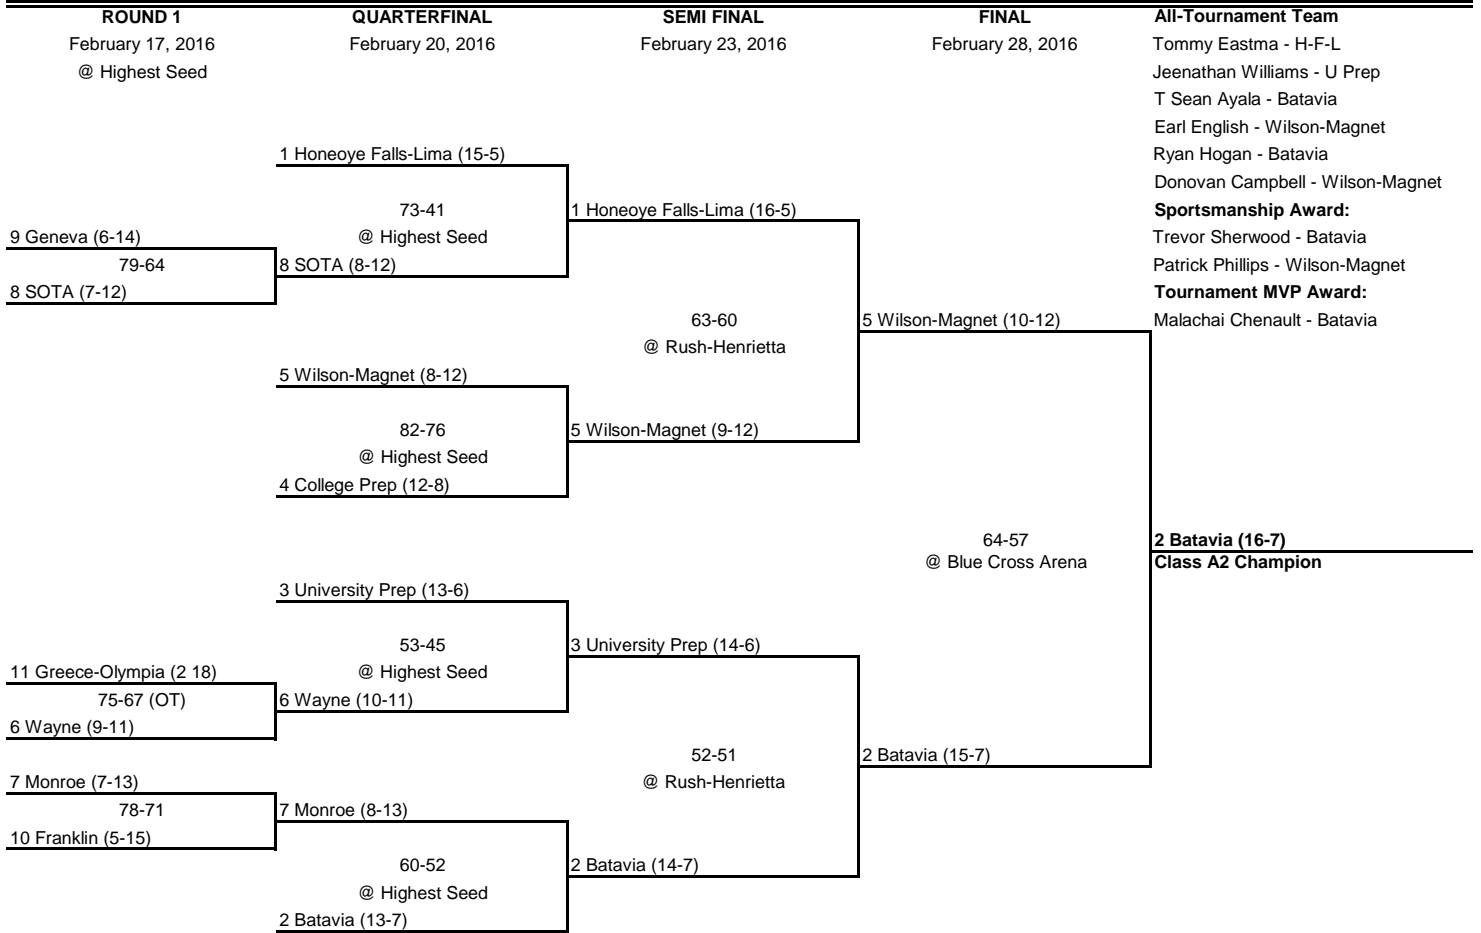 ROUND 1
February 17, 2016
@ Highest Seed
9 Geneva (6-14)
79-64
8 SOTA (7-12)
11 Greece-Olympia (2 18)
75-67 (OT)
6 Wayne (9-11)
7 Monroe (7-13)
78-71
10 Franklin (5-15)
QUARTERFINAL
February 20, 2016
1 Honeoye Falls-Lima (15-5)
73-41
@ Highest Seed
8 SOTA (8-12)
5 Wilson-Magnet (8-12)
82-76
@ Highest Seed
4 College Prep (12-8)
3 University Prep (13-6)
53-45
@ Highest Seed
6 Wayne (10-11)
7 Monroe (8-13)
60-52
@ Highest Seed
2 Batavia (13-7)
SEMI FINAL
February 23, 2016
1 Honeoye Falls-Lima (16-5)
63-60
@ Rush-Henrietta
5 Wilson-Magnet (9-12)
3 University Prep (14-6)
52-51
@ Rush-Henrietta
2 Batavia (14-7)
FINAL
February 28, 2016
5 Wilson-Magnet (10-12)
64-57
@ Blue Cross Arena
2 Batavia (15-7)
All-Tournament Team
Tommy Eastma - H-F-L
Jeenathan Williams - U Prep
T Sean Ayala - Batavia
Earl English - Wilson-Magnet
Ryan Hogan - Batavia
Donovan Campbell - Wilson-Magnet
Sportsmanship Award:
Trevor Sherwood - Batavia
Patrick Phillips - Wilson-Magnet
Tournament MVP Award:
Malachai Chenault - Batavia
2 Batavia (16-7)
Class A2 Champion